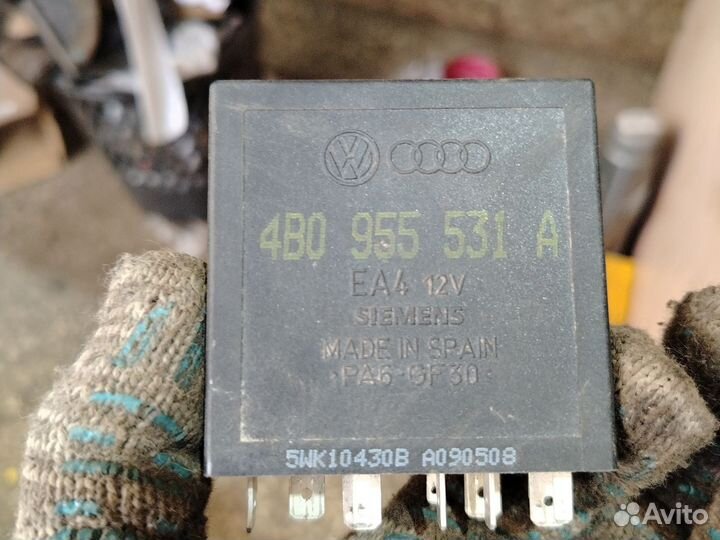 4B0 955 531 A
EA4 12V
SIEMENS
MADE IN SPAIN
PA6-GF30
5WK10430B A090508
Avito